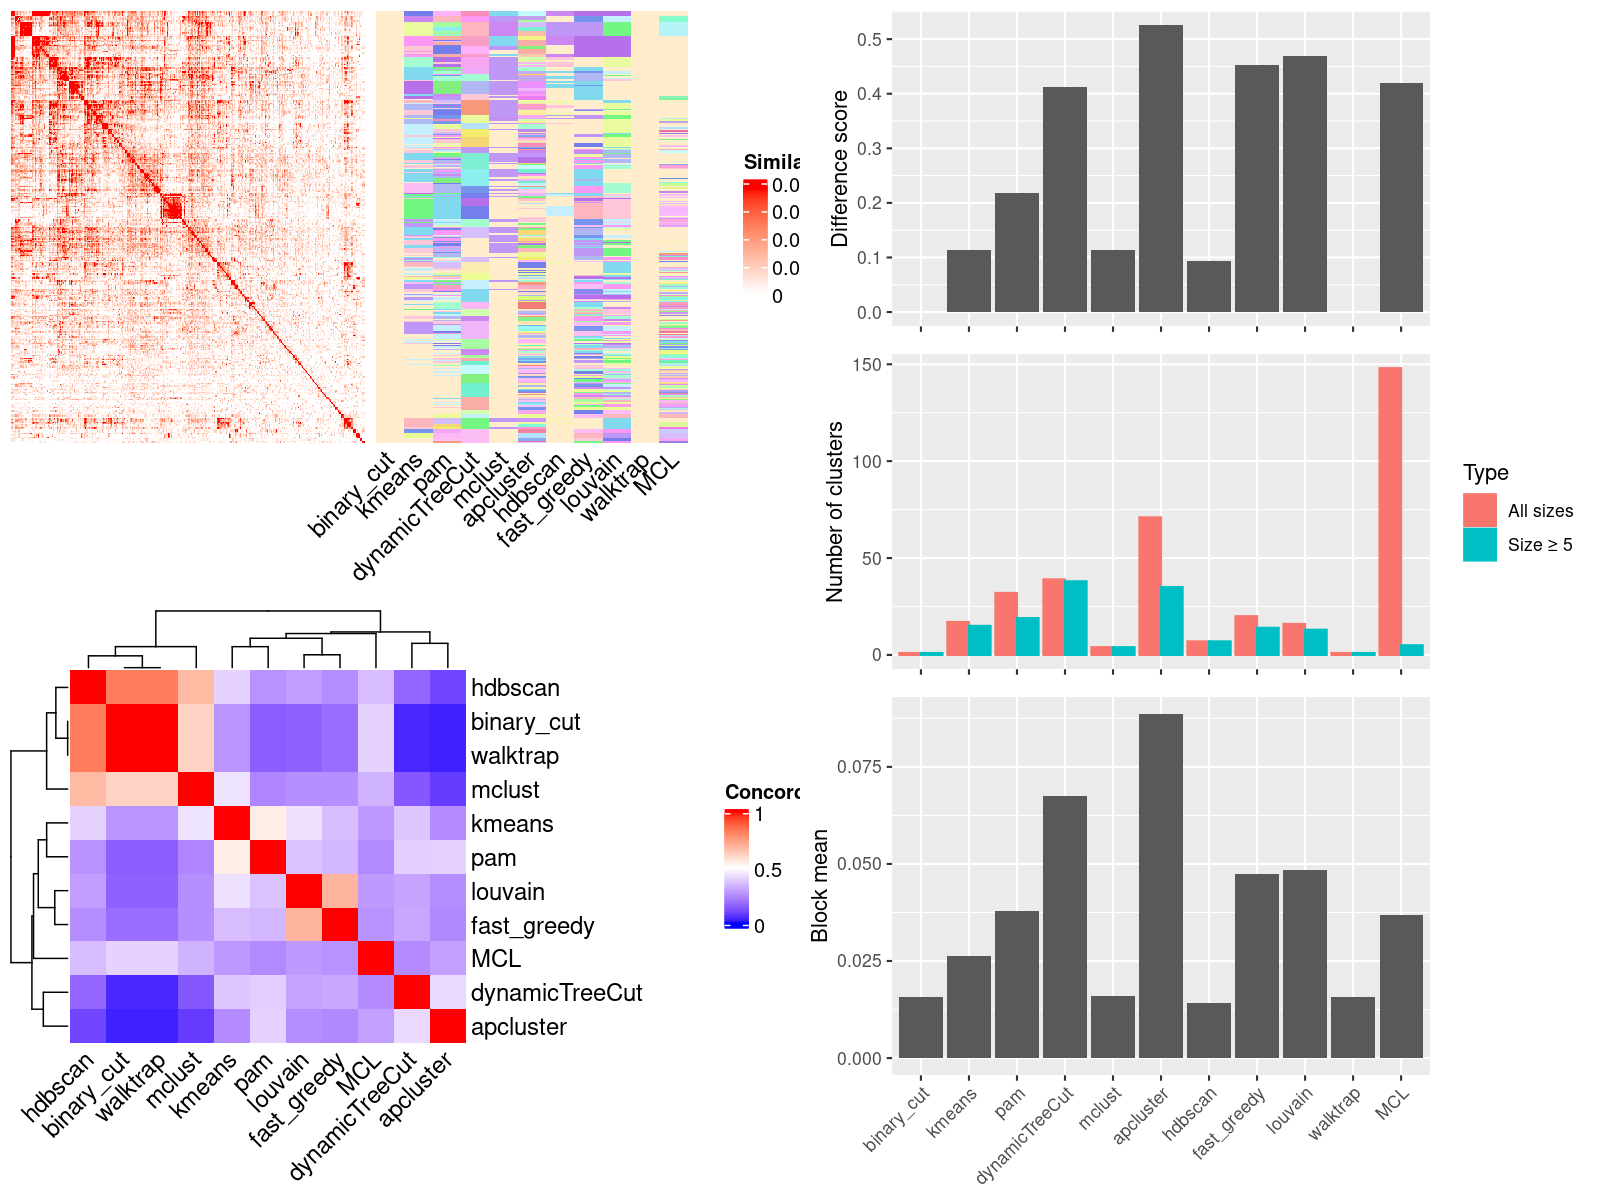 Simila
0.0
0.0
0.0
0.0
0
binary_cut
kmeans
pam
dynamicTreeCut
mclust
apcluster
hdbscan
fast_greedy
louvain
walktrap
MCL
hdbscan
binary_cut
walktrap
mclust
kmeans
pam
louvain
fast_greedy
MCL
dynamicTreeCut
apcluster
hdbscan
binary_cut
walktrap
mclust
kmeans
pam
louvain
fast_greedy
MCL
dynamicTreeCut
apcluster
Concord
1
0.5
0
Difference score
0.5
0.4
0.3
0.2
0.1
0.0
Number of clusters
150
100
50
0
Type
All sizes
Size ≥ 5
Block mean
0.075
0.050
0.025
0.000
binary_cut
kmeans
pam
dynamicTreeCut
mclust
apcluster
hdbscan
fast_greedy
louvain
walktrap
MCL